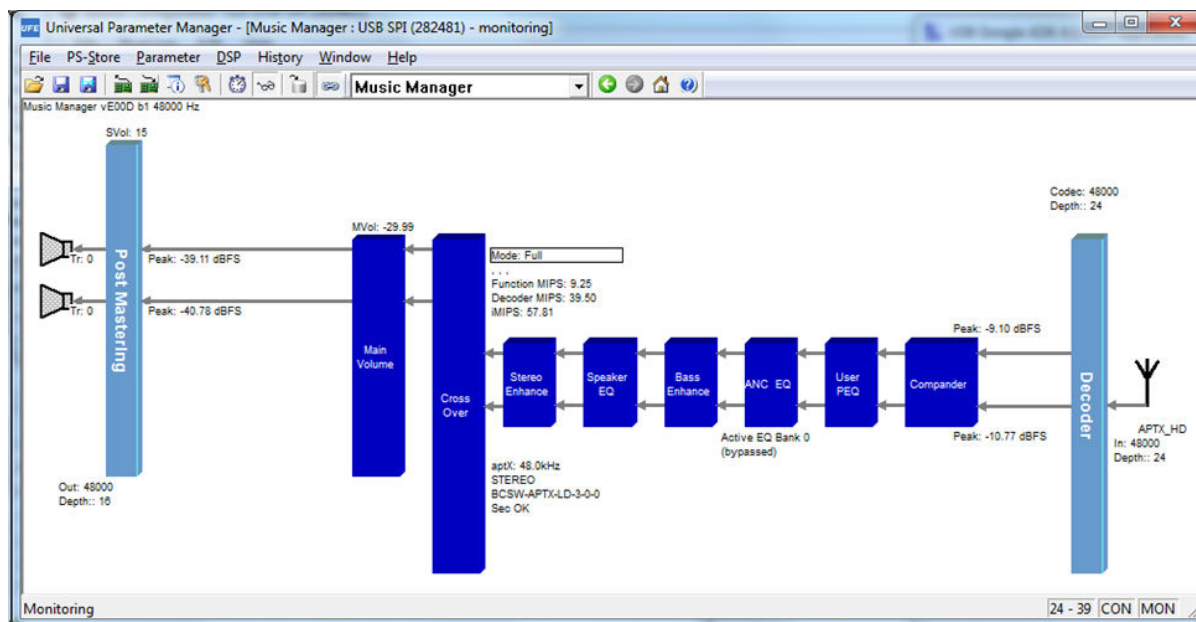 UFE Universal Parameter Manager - [Music Manager : USB SPI (282481) - monitoring]
File PS-Store Parameter DSP History Window Help
Music Manager
Music Manager vE00D b1 48000 Hz
SVol: 15
Codec: 48000
Depth:: 24
MVol: -29.99
Mode: Full
. . .
Function MIPS: 9.25
Decoder MIPS: 39.50
iMIPS: 57.81
Tr: 0
Peak: -39.11 dBFS
Tr: 0
Peak: -40.78 dBFS
Post Mastering
Main
Volume
Cross
Over
Stereo
Enhance
Speaker
EQ
Bass
Enhance
ANC EQ
User
PEQ
Compander
Peak: -9.10 dBFS
Peak: -10.77 dBFS
Decoder
APTX_HD
In: 48000
Depth:: 24
Active EQ Bank 0
(bypassed)
aptX: 48.0kHz
STEREO
BCSW-APTX-LD-3-0-0
Sec OK
Out: 48000
Depth:: 16
Monitoring
24 - 39 CON MON